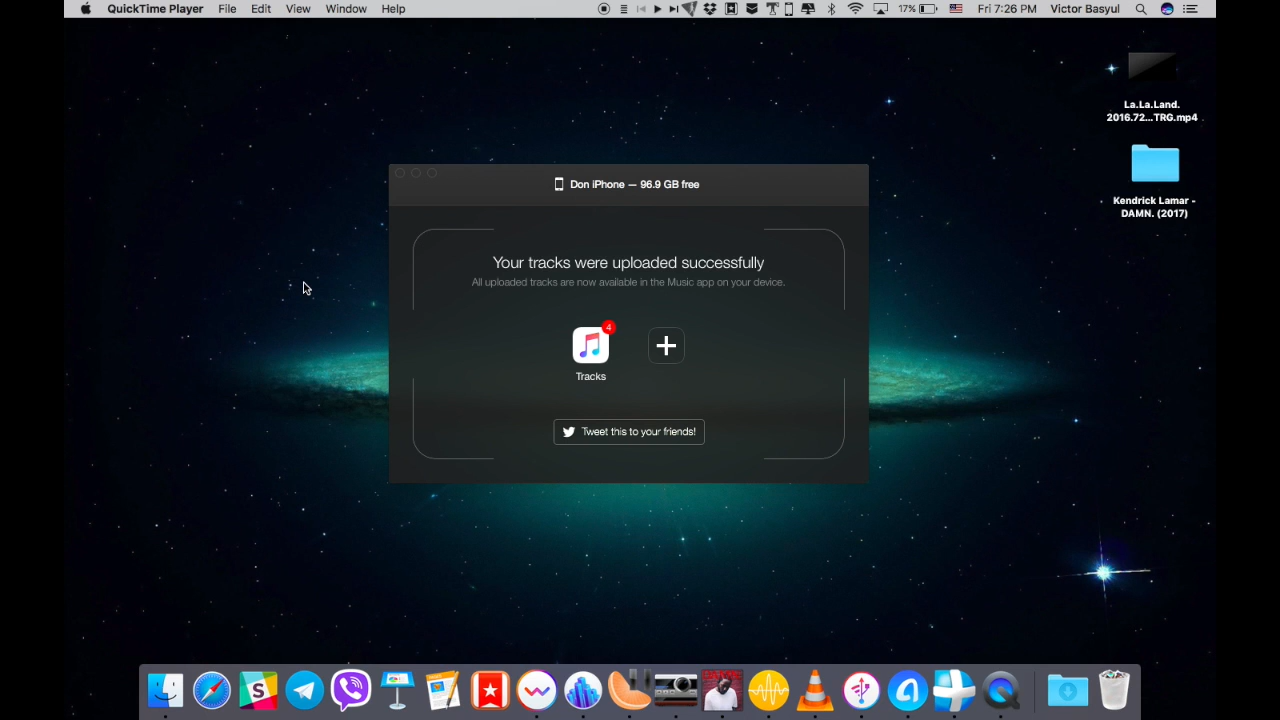 QuickTime Player File Edit View Window Help 17% Fri 7:26 PM Victor Basyul
La.La.Land.
2016.72...TRG.mp4
Kendrick Lamar -
DAMN. (2017)
Don iPhone — 96.9 GB free
Your tracks were uploaded successfully
All uploaded tracks are now available in the Music app on your device.
4
Tracks
Tweet this to your friends!